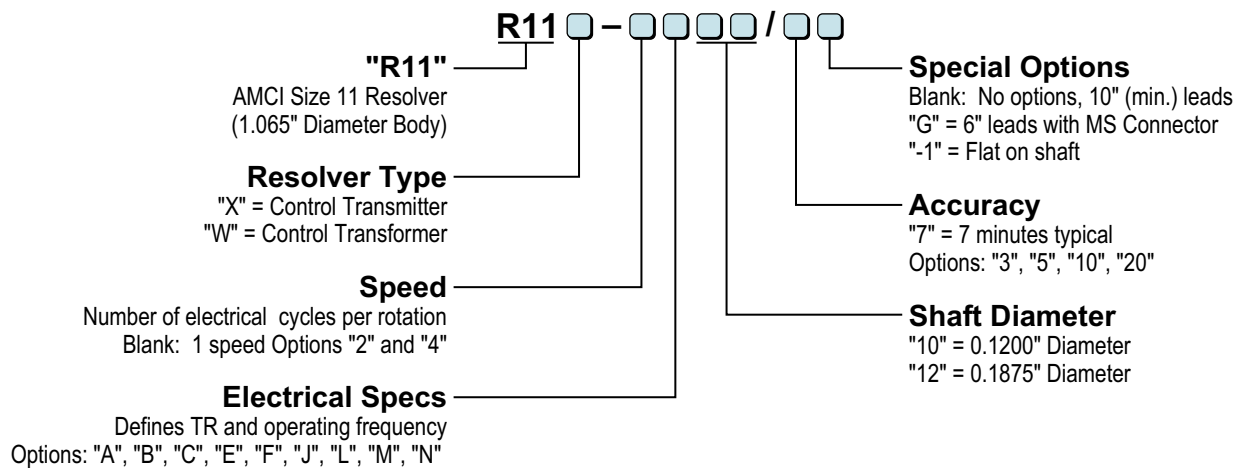 R11 – /
"R11"
AMCI Size 11 Resolver
(1.065" Diameter Body)
Resolver Type
"X" = Control Transmitter
"W" = Control Transformer
Speed
Number of electrical cycles per rotation
Blank: 1 speed Options "2" and "4"
Electrical Specs
Defines TR and operating frequency
Options: "A", "B", "C", "E", "F", "J", "L", "M", "N"
Special Options
Blank: No options, 10" (min.) leads
"G" = 6" leads with MS Connector
"-1" = Flat on shaft
Accuracy
"7" = 7 minutes typical
Options: "3", "5", "10", "20"
Shaft Diameter
"10" = 0.1200" Diameter
"12" = 0.1875" Diameter